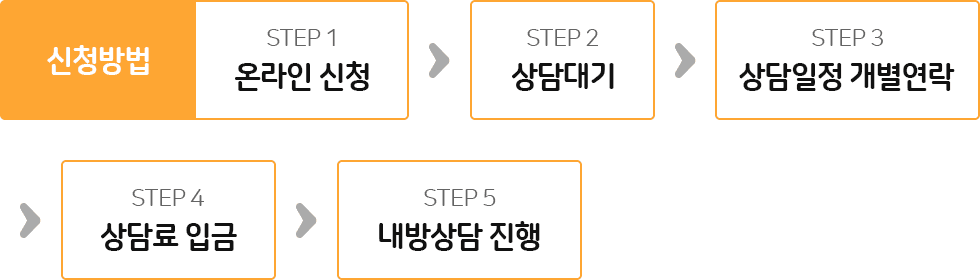 신청방법
STEP 1
온라인 신청
STEP 2
상담대기
STEP 3
상담일정 개별연락
STEP 4
상담료 입금
STEP 5
내방상담 진행